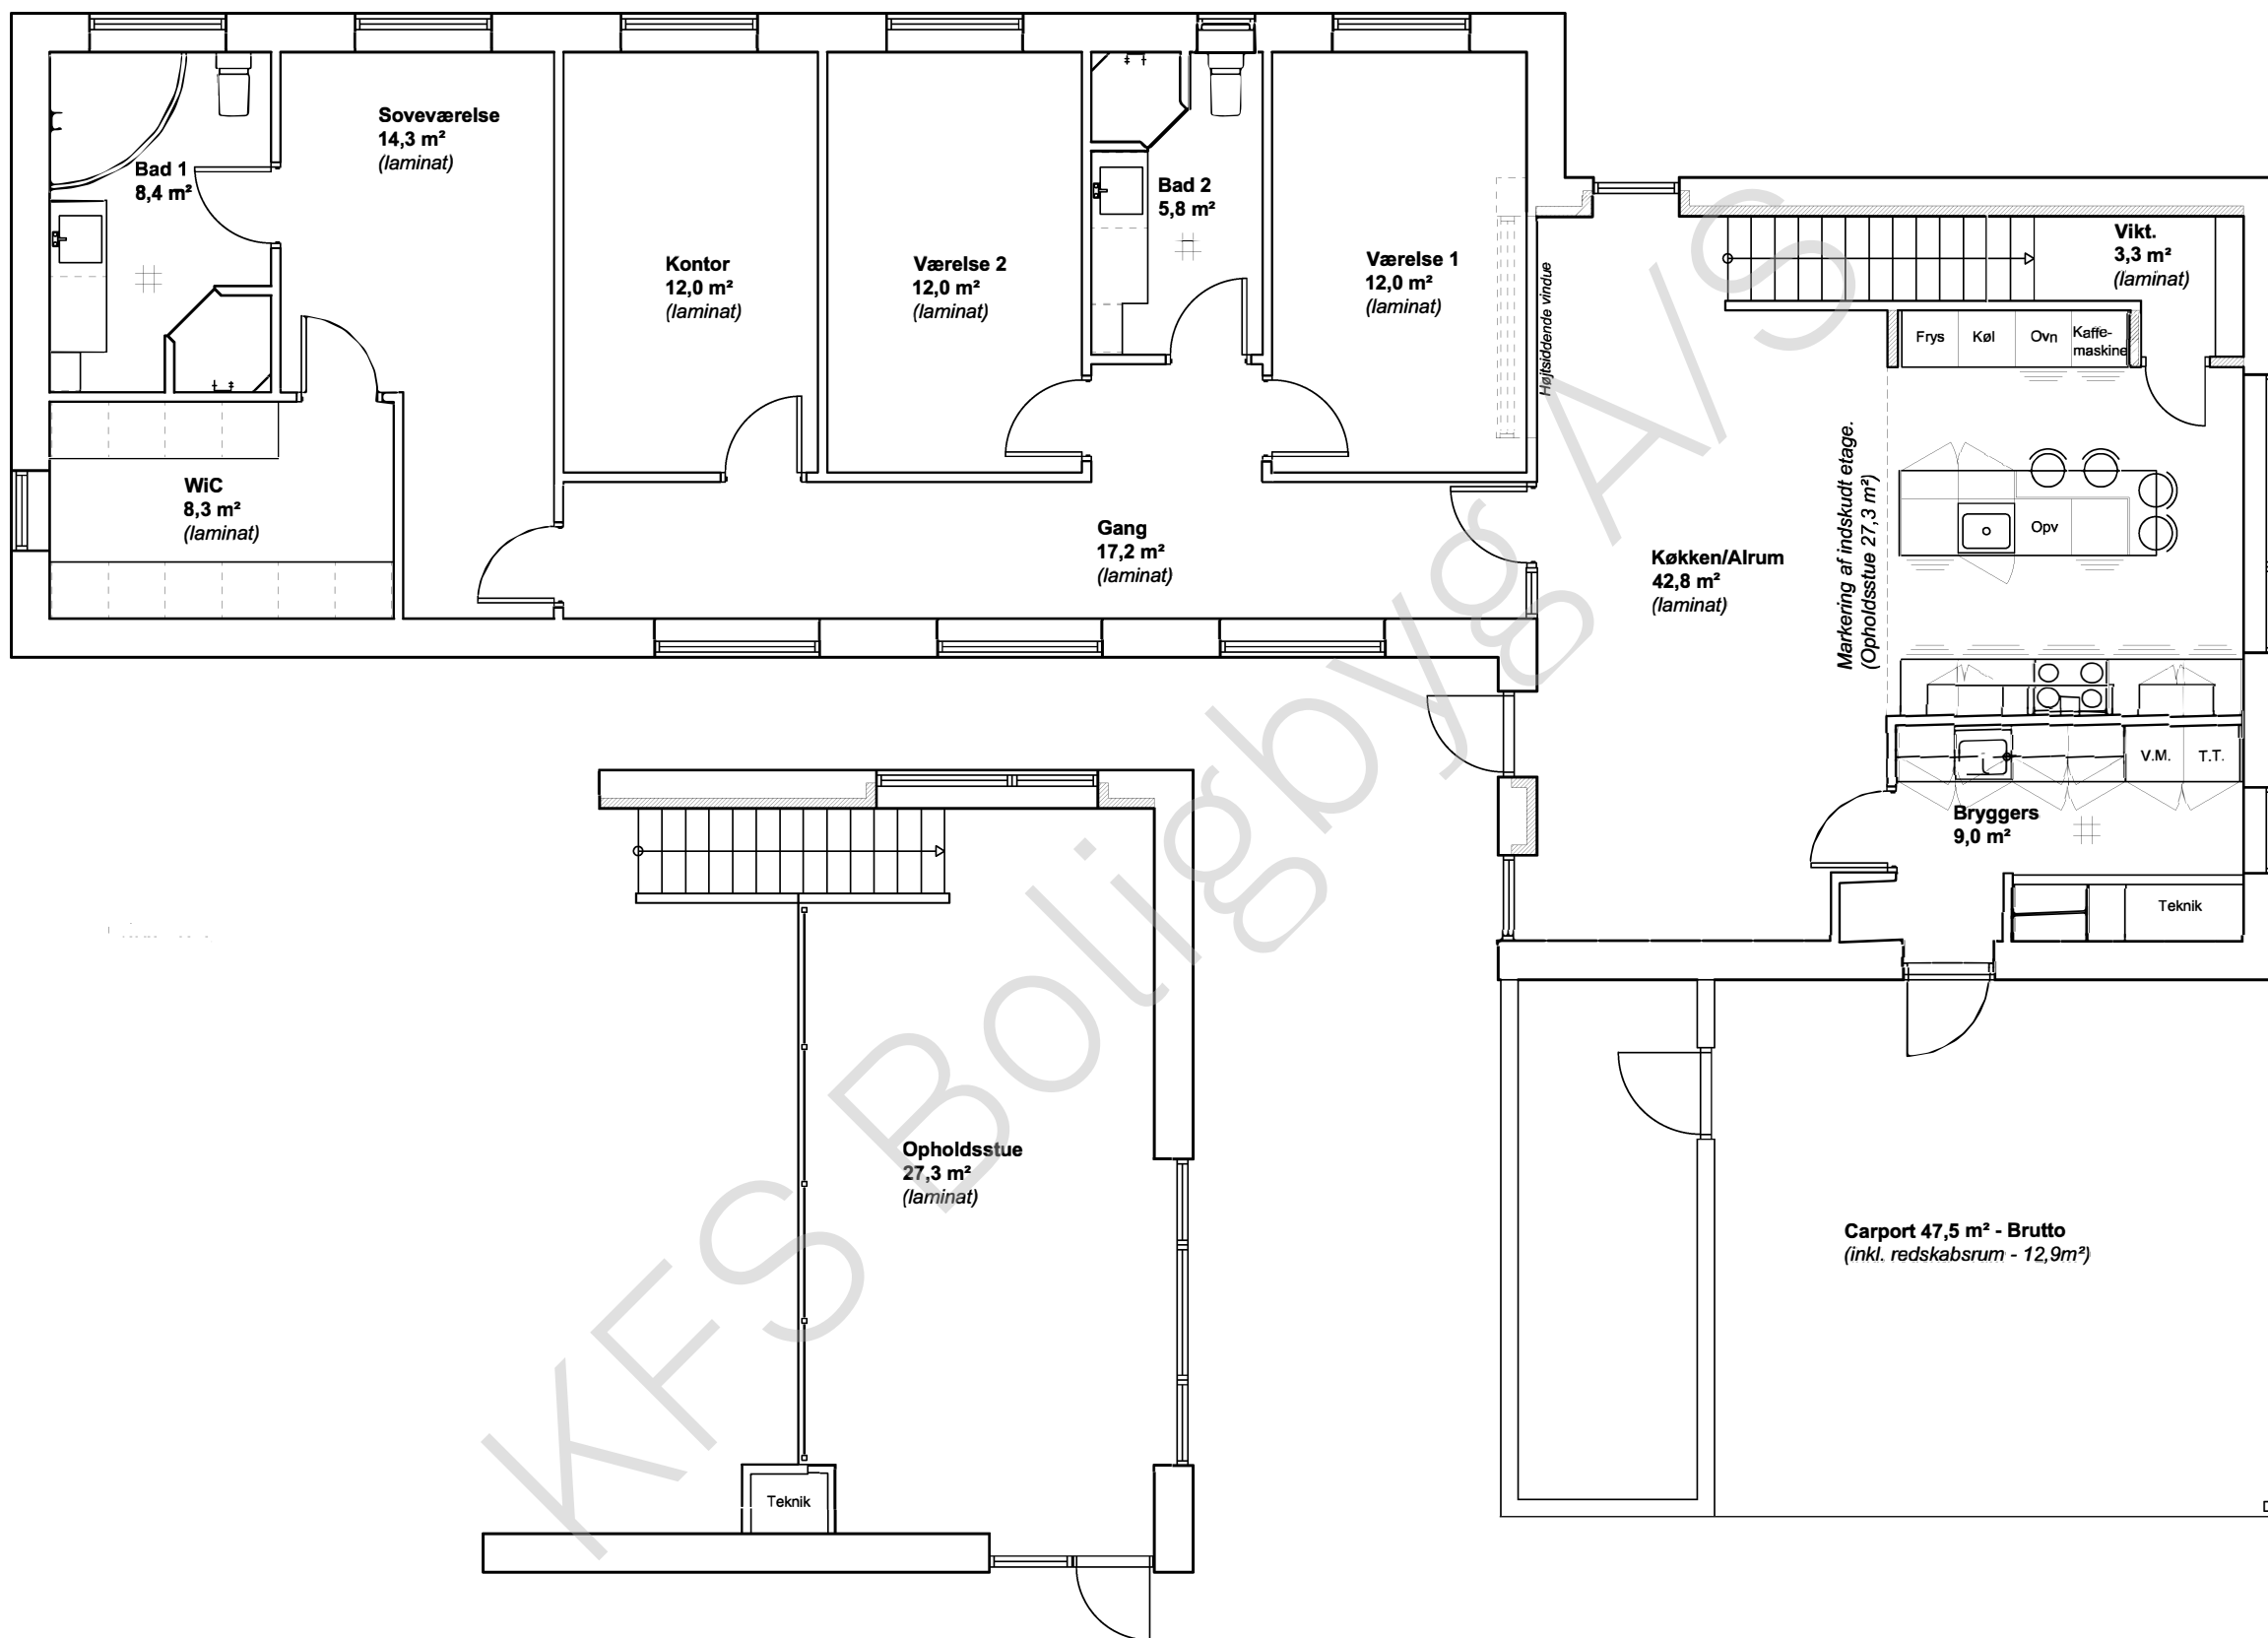 Soveværelse
14,3 m²
(laminat)
Bad 1
8,4 m²
Kontor
12,0 m²
(laminat)
Værelse 2
12,0 m²
(laminat)
Bad 2
5,8 m²
Værelse 1
12,0 m²
(laminat)
Højtsiddende vindue
Vikt.
3,3 m²
(laminat)
Frys
Køl
Ovn
Kaffe-
maskine
Markering af indskudt etage.
(Opholdsstue 27,3 m²)
WiC
8,3 m²
(laminat)
Gang
17,2 m²
(laminat)
Opv
Køkken/Alrum
42,8 m²
(laminat)
V.M.
T.T.
Bryggers
9,0 m²
Teknik
Opholdsstue
27,3 m²
(laminat)
Teknik
Carport 47,5 m² - Brutto
(inkl. redskabsrum - 12,9m²)
KFS Boligbyg A/S